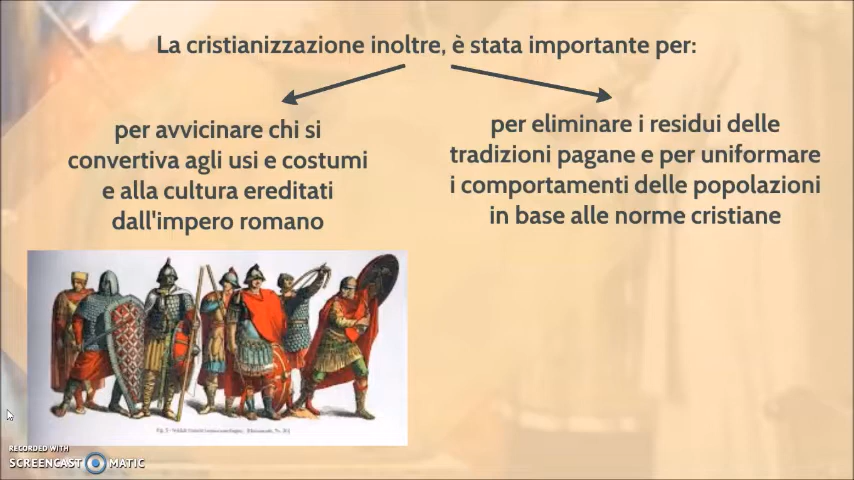 La cristianizzazione inoltre, è stata importante per:
per avvicinare chi si
convertiva agli usi e costumi
e alla cultura ereditati
dall'impero romano
per eliminare i residui delle
tradizioni pagane e per uniformare
i comportamenti delle popolazioni
in base alle norme cristiane
RECORDED WITH
SCREENCAST MATIC